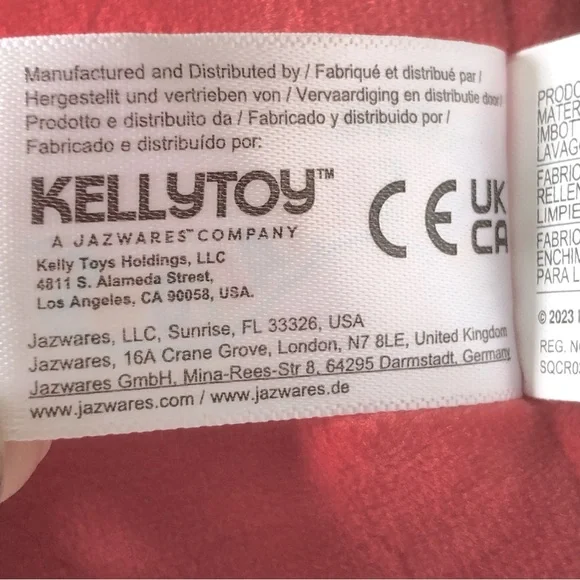 Manufactured and Distributed by / Fabriqué et distribué par /
Hergestellt und vertrieben von / Vervaardiging en distributie door/
Prodotto e distribuito da / Fabricado y distribuido por /
Fabricado e distribuído por:
KELLYTOY™
A JAZWARES™ COMPANY
Kelly Toys Holdings, LLC
4811 S. Alameda Street,
Los Angeles, CA 90058, USA.
CE UK
CA
Jazwares, LLC, Sunrise, FL 33326, USA
Jazwares, 16A Crane Grove, London, N7 8LE, United Kingdom
Jazwares GmbH, Mina-Rees-Str 8, 64295 Darmstadt, Germany
www.jazwares.com / www.jazwares.de
PRODO
MATER
IMBOT
LAVAG
FABRIC
RELLE
LIMPIE
FABRIC
ENCHIM
PARA L
© 2023
REG. N
SQCR0